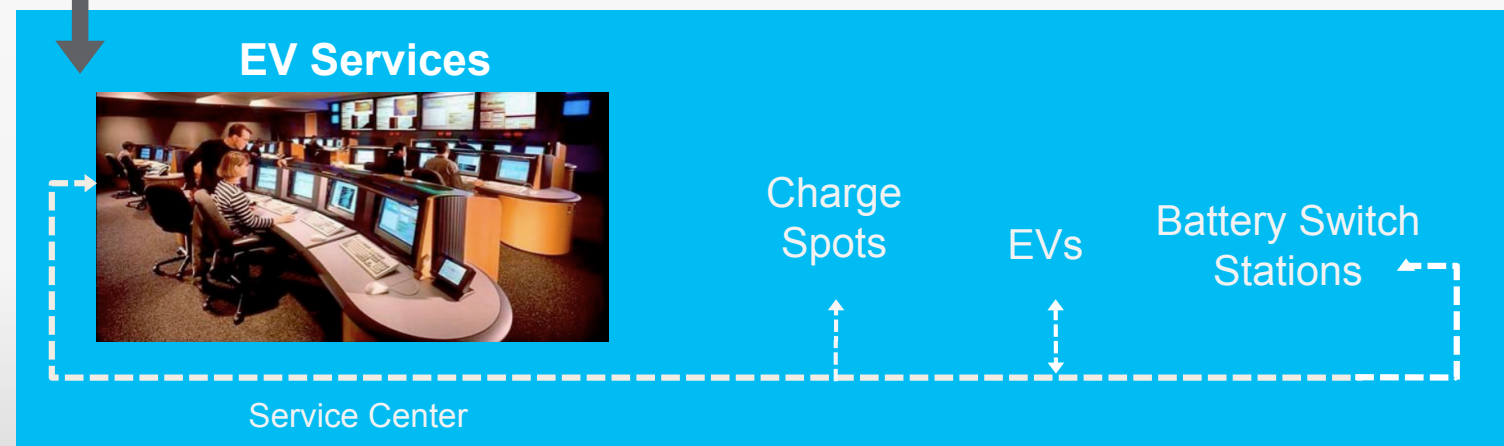 EV Services
Charge
Spots
EVs
Battery Switch
Stations
Service Center